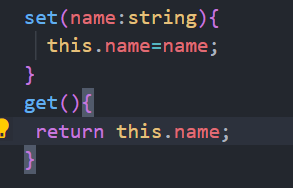 set(name:string){
this.name=name;
}
get(){
return this.name;
}